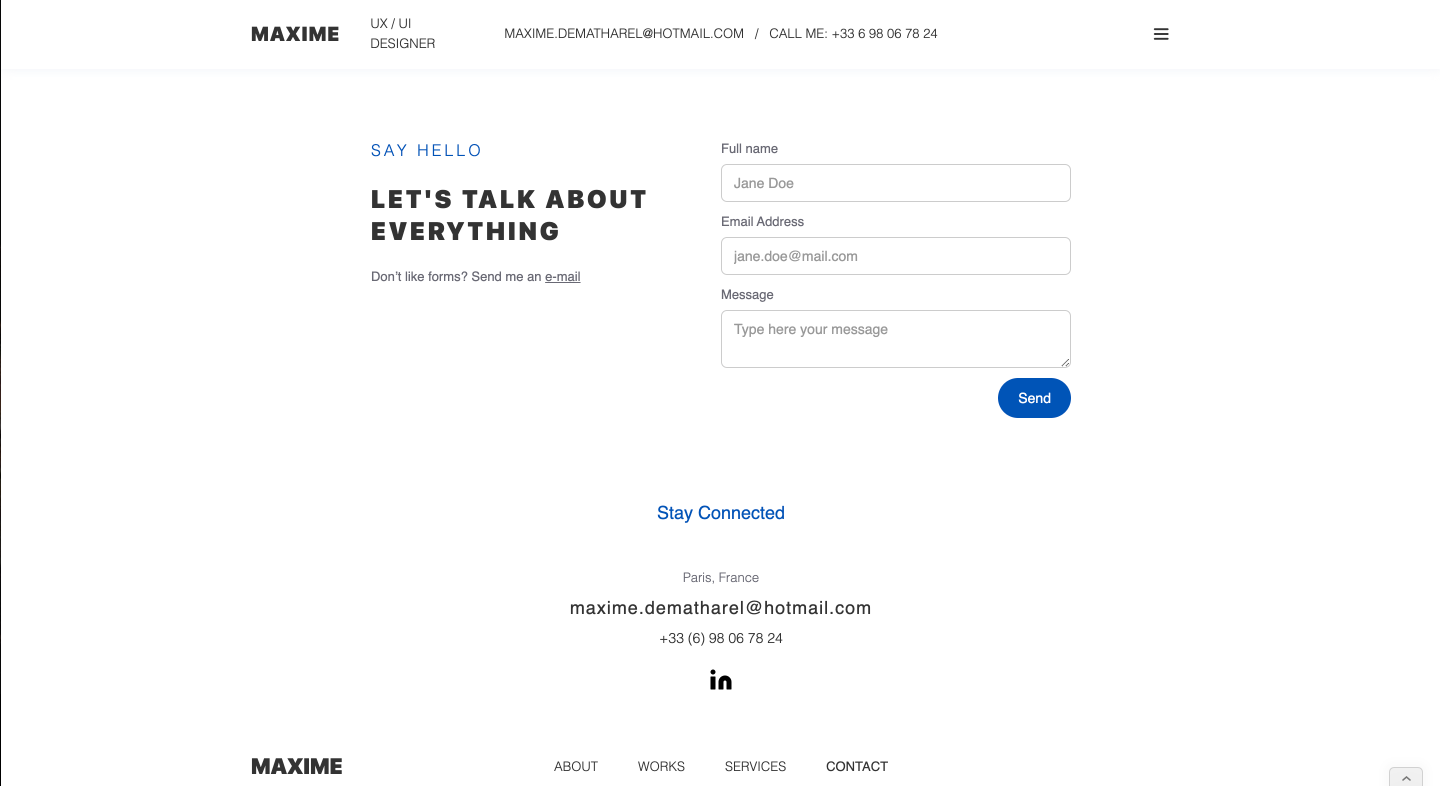 MAXIME
UX / UI
DESIGNER
MAXIME.DEMATHAREL@HOTMAIL.COM / CALL ME: +33 6 98 06 78 24
SAY HELLO
LET'S TALK ABOUT
EVERYTHING
Don’t like forms? Send me an e-mail
Full name
Jane Doe
Email Address
jane.doe@mail.com
Message
Type here your message
Send
Stay Connected
Paris, France
maxime.dematharel@hotmail.com
+33 (6) 98 06 78 24
in
MAXIME
ABOUT WORKS SERVICES CONTACT